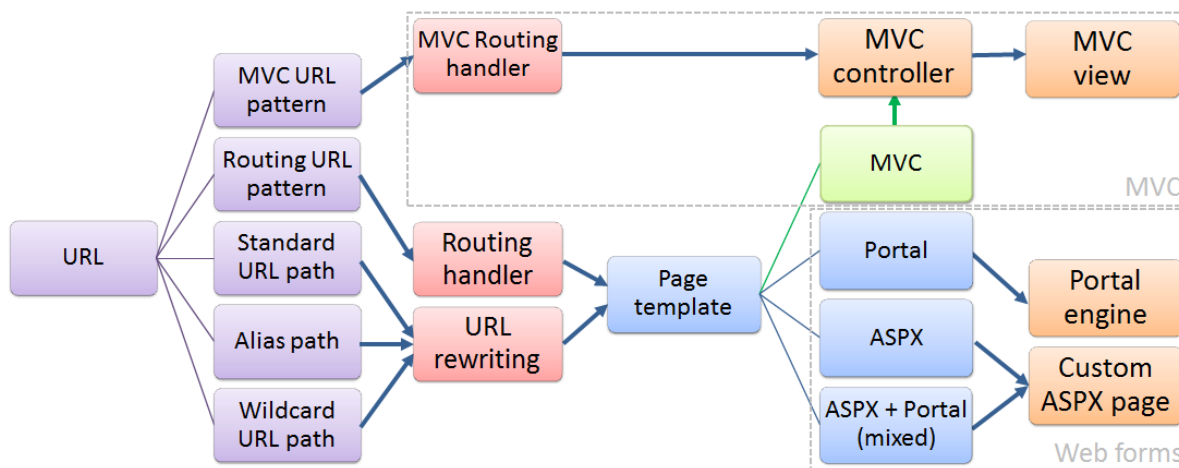 MVC URL
pattern
MVC Routing
handler
MVC
controller
MVC
view
Routing URL
pattern
MVC
MVC
URL
Standard
URL path
Routing
handler
Page
template
Portal
Portal
engine
Alias path
URL
rewriting
ASPX
Custom
ASPX page
Wildcard
URL path
ASPX + Portal
(mixed)
Web forms